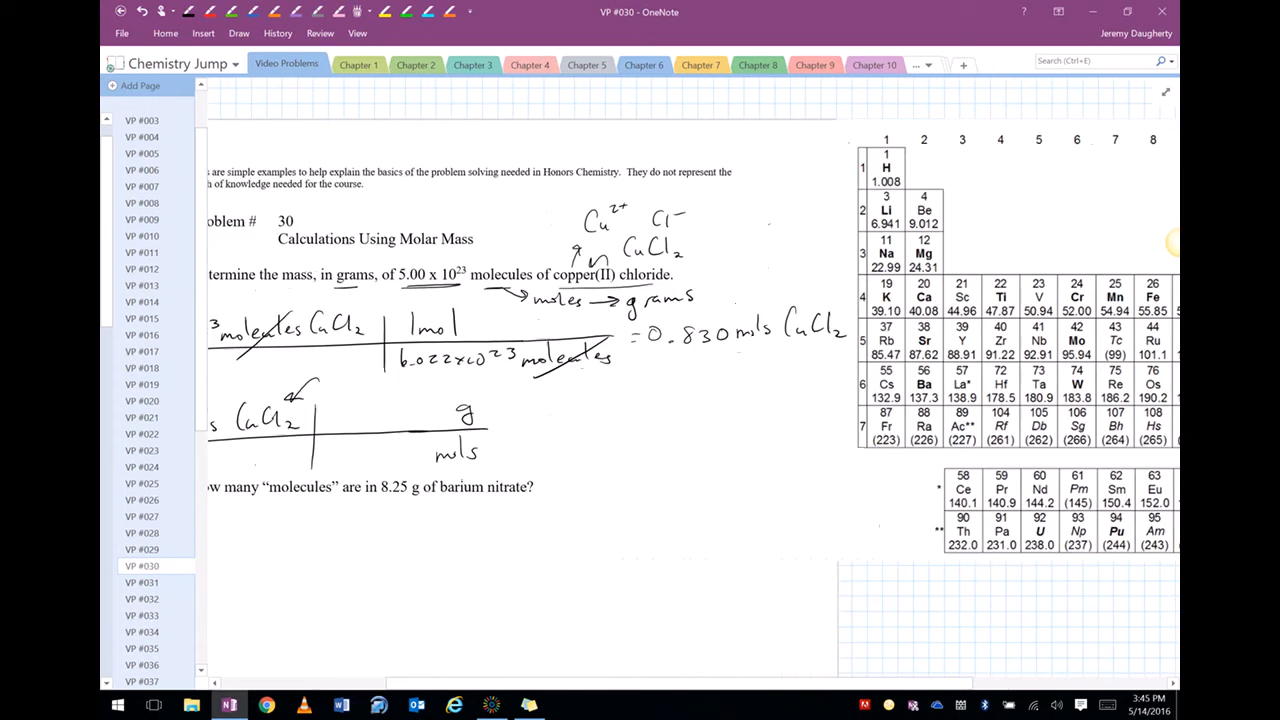 VP #030 - OneNote
? 
File Home Insert Draw History Review View
Jeremy Daugherty
Chemistry Jump
Video Problems Chapter 1 Chapter 2 Chapter 3 Chapter 4 Chapter 5 Chapter 6 Chapter 7 Chapter 8 Chapter 9 Chapter 10 ...
Search (Ctrl+E)
Add Page
VP #003
VP #004
VP #005
VP #006
VP #007
VP #008
VP #009
VP #010
VP #011
VP #012
VP #013
VP #014
VP #015
VP #016
VP #017
VP #018
VP #019
VP #020
VP #021
VP #022
VP #023
VP #024
VP #025
VP #026
VP #027
VP #028
VP #029
VP #030
VP #031
VP #032
VP #033
VP #034
VP #035
VP #036
VP #037
s are simple examples to help explain the basics of the problem solving needed in Honors Chemistry. They do not represent the
h of knowledge needed for the course.
oblem # 30
Calculations Using Molar Mass
Cu²⁺ Cl⁻
CuCl₂
termine the mass, in grams, of 5.00 x 10²³ molecules of copper(II) chloride.
→ moles → grams
³ molecules CuCl₂ 1 mol
6.022x10²³ molecules
= 0.830 mols CuCl₂
s CuCl₂ g
mols
ow many “molecules” are in 8.25 g of barium nitrate?
1 2 3 4 5 6 7 8
1
1
H
1.008
2
3 4
Li Be
6.941 9.012
3
11 12
Na Mg
22.99 24.31
4
19 20 21 22 23 24 25 26
K Ca Sc Ti V Cr Mn Fe
39.10 40.08 44.96 47.87 50.94 52.00 54.94 55.85
5
37 38 39 40 41 42 43 44
Rb Sr Y Zr Nb Mo Tc Ru
85.47 87.62 88.91 91.22 92.91 95.94 (99) 101.1
6
55 56 57 72 73 74 75 76
Cs Ba La* Hf Ta W Re Os
132.9 137.3 138.9 178.5 180.9 183.8 186.2 190.2
7
87 88 89 104 105 106 107 108
Fr Ra Ac** Rf Db Sg Bh Hs
(223) (226) (227) (261) (262) (266) (264) (265)
*
58 59 60 61 62 63
Ce Pr Nd Pm Sm Eu
140.1 140.9 144.2 (145) 150.4 152.0
**
90 91 92 93 94 95
Th Pa U Np Pu Am
232.0 231.0 238.0 (237) (244) (243)
3:45 PM
5/14/2016